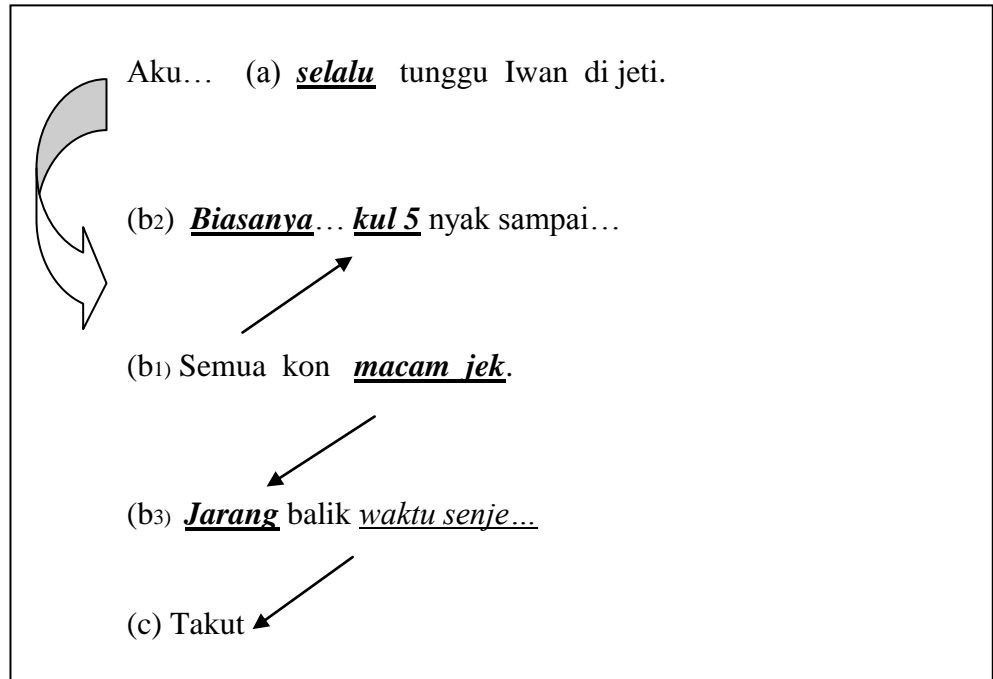 Aku… (a) selalu tunggu Iwan di jeti.
(b2) Biasanya… kul 5 nyak sampai…
(b1) Semua kon macam jek.
(b3) Jarang balik waktu senje…
(c) Takut